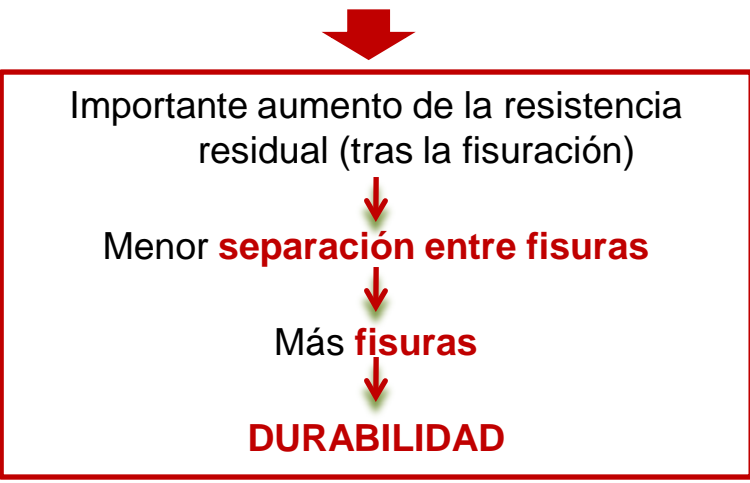 Importante aumento de la resistencia
residual (tras la fisuración)
Menor separación entre fisuras
Más fisuras
DURABILIDAD